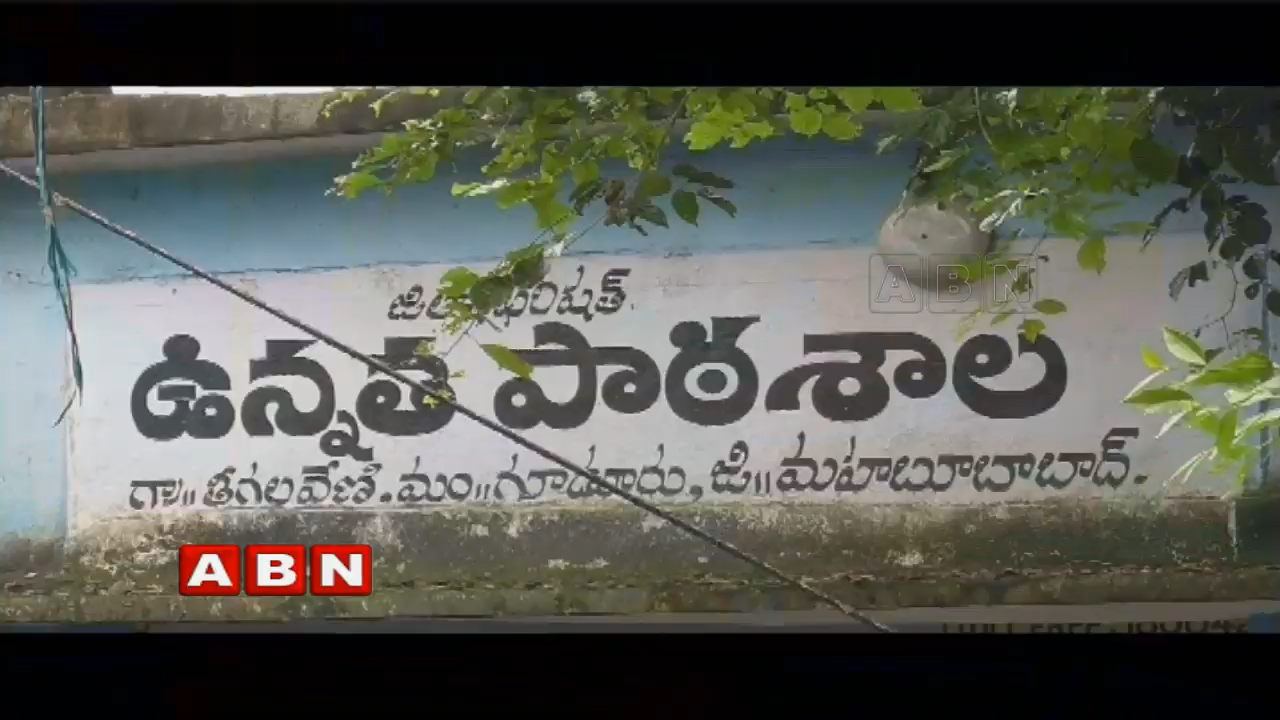 జిల్లా పరిషత్
ఉన్నత పాఠశాల
గ్రా॥ తీగలవేణి. మం॥ గూడూరు, జి॥ మహబూబాబాద్.
ABN
ABN